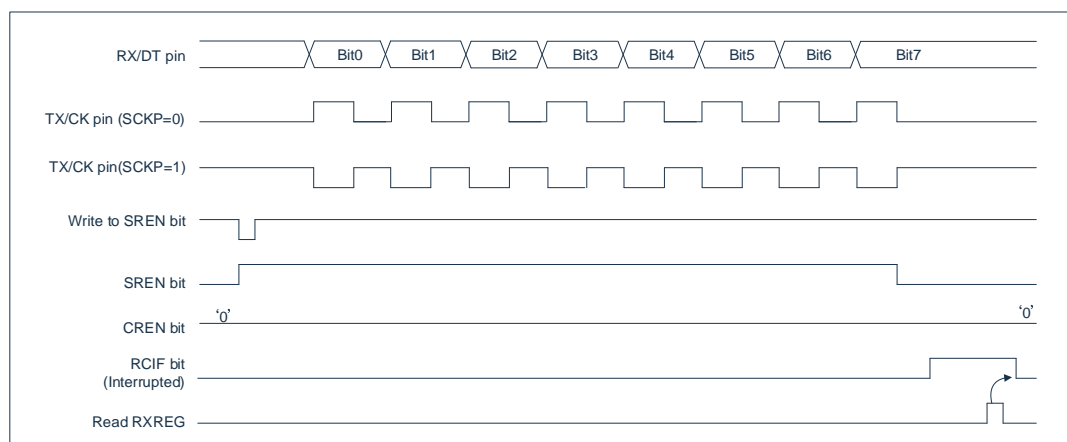 RX/DT pin Bit0 Bit1 Bit2 Bit3 Bit4 Bit5 Bit6 Bit7
TX/CK pin (SCKP=0)
TX/CK pin(SCKP=1)
Write to SREN bit
SREN bit
‘0’ ‘0’
CREN bit
RCIF bit
(Interrupted)
Read RXREG